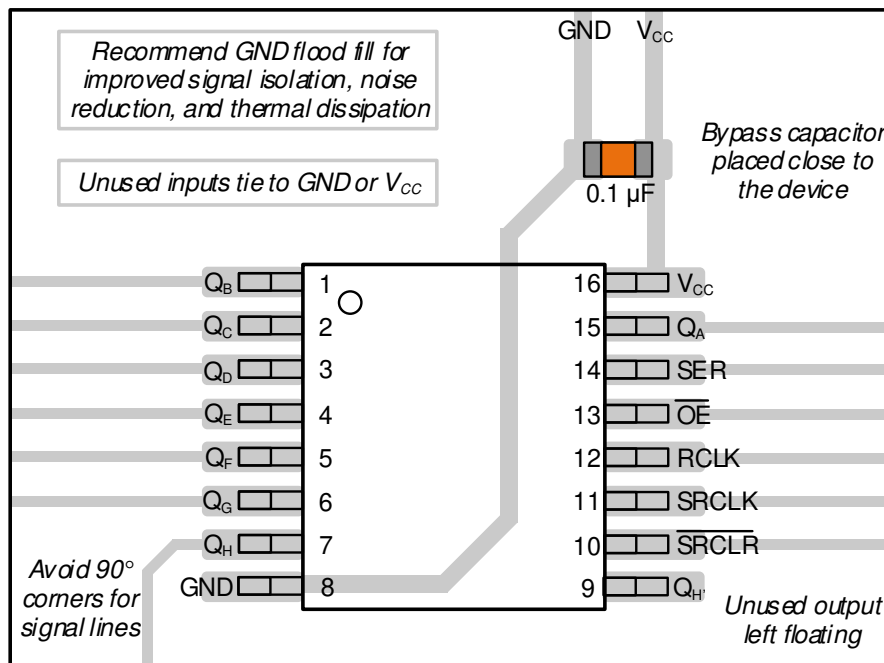 Recommend GND flood fill for
improved signal isolation, noise
reduction, and thermal dissipation
Unused inputs tie to GND or VCC
GND VCC
0.1 µF
Bypass capacitor
placed close to
the device
QB 1
QC 2
QD 3
QE 4
QF 5
QG 6
QH 7
GND 8
16 VCC
15 QA
14 SER
13 O̅E̅
12 RCLK
11 SRCLK
10 S̅R̅C̅L̅R̅
9 QH'
Avoid 90°
corners for
signal lines
Unused output
left floating